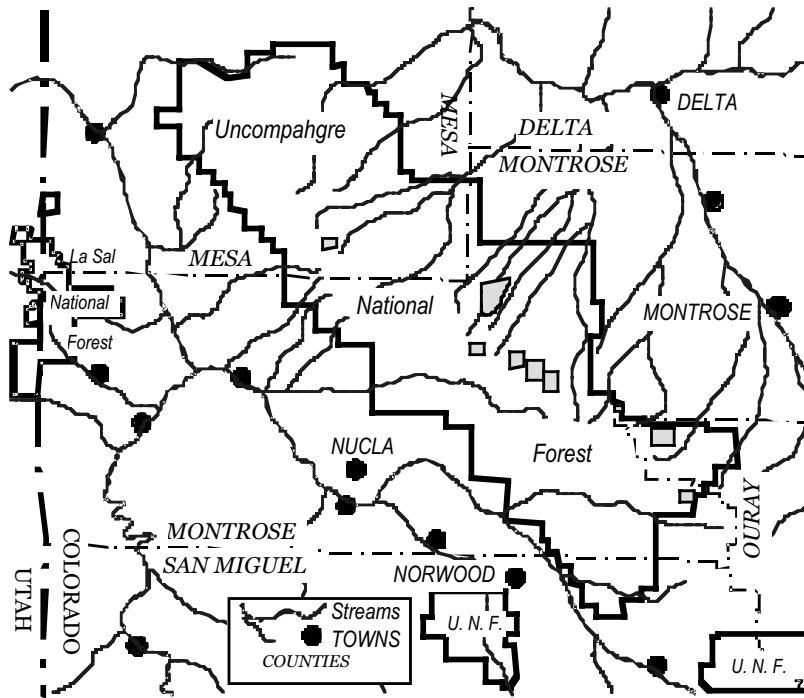 DELTA
Uncompahgre
MESA
DELTA
MONTROSE
La Sal
MESA
National
National
MONTROSE
Forest
NUCLA
Forest
OURAY
MONTROSE
SAN MIGUEL
COLORADO
UTAH
NORWOOD
Streams
TOWNS
COUNTIES
U. N. F.
U. N. F.